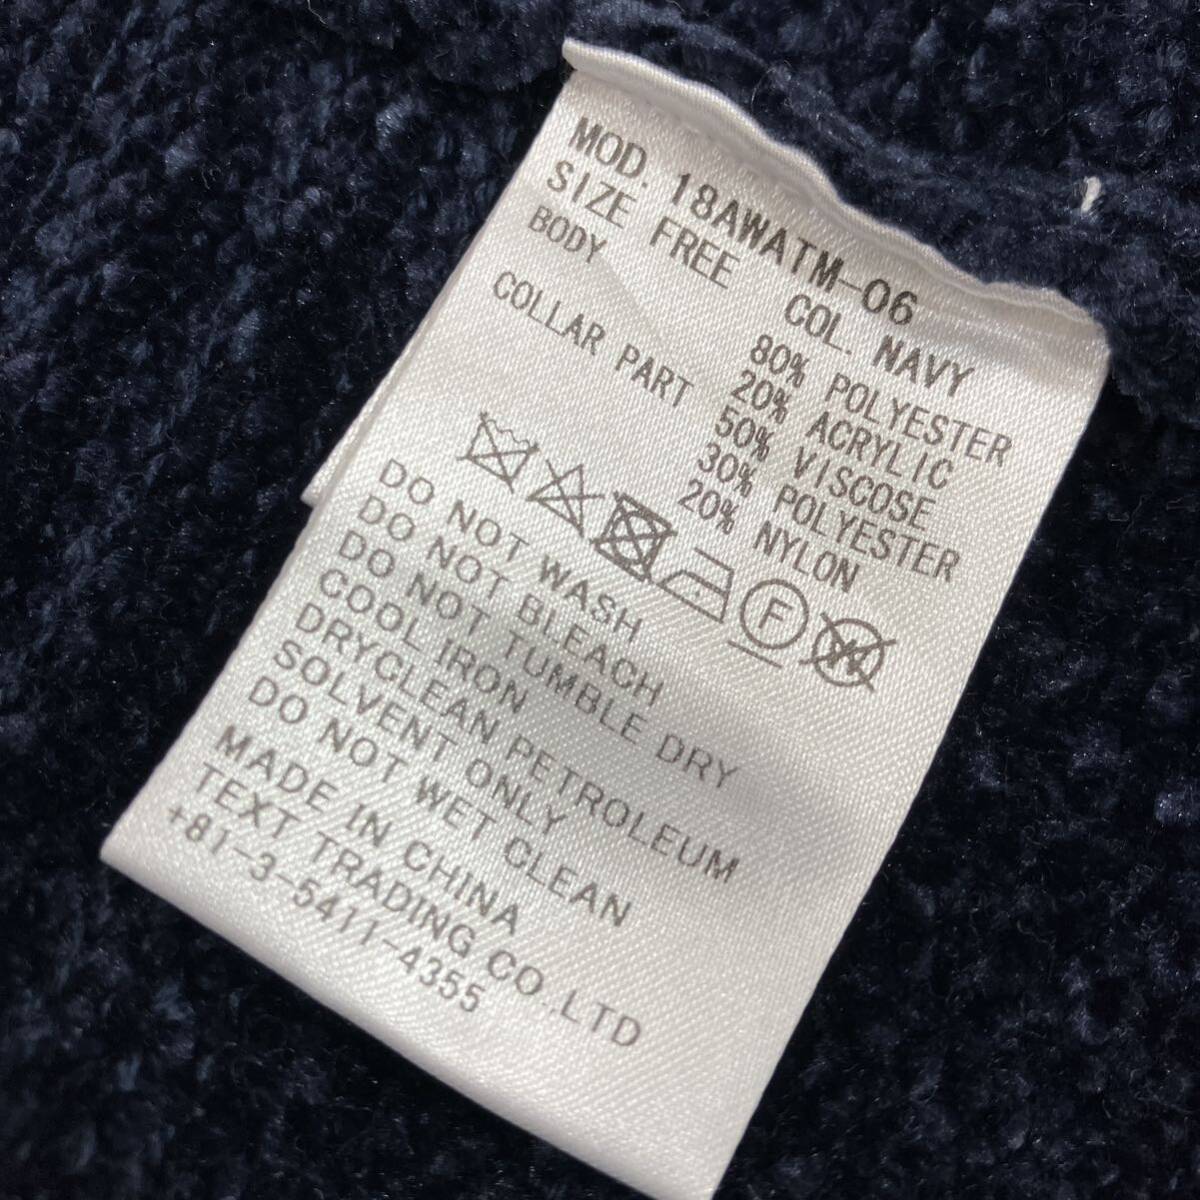 MOD. 18AWATM-06
SIZE FREE COL. NAVY
BODY 80% POLYESTER
20% ACRYLIC
COLLAR PART 50% VISCOSE
30% POLYESTER
20% NYLON
F
W
DO NOT WASH
DO NOT BLEACH
DO NOT TUMBLE DRY
COOL IRON
DRYCLEAN PETROLEUM
SOLVENT ONLY
DO NOT WET CLEAN
MADE IN CHINA
TEXT TRADING CO.,LTD
+81-3-5411-4355